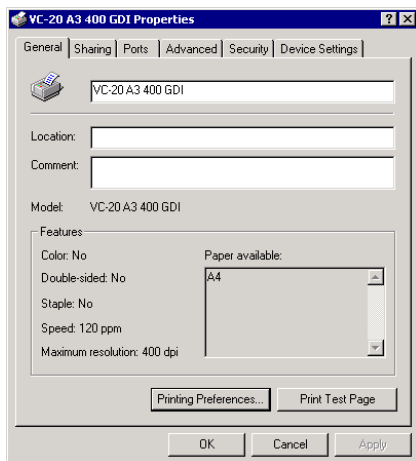 VC-20 A3 400 GDI Properties
General Sharing Ports Advanced Security Device Settings
VC-20 A3 400 GDI
Location:
Comment:
Model: VC-20 A3 400 GDI
Features
Color: No Paper available:
Double-sided: No A4
Staple: No
Speed: 120 ppm
Maximum resolution: 400 dpi
Printing Preferences... Print Test Page
OK Cancel Apply